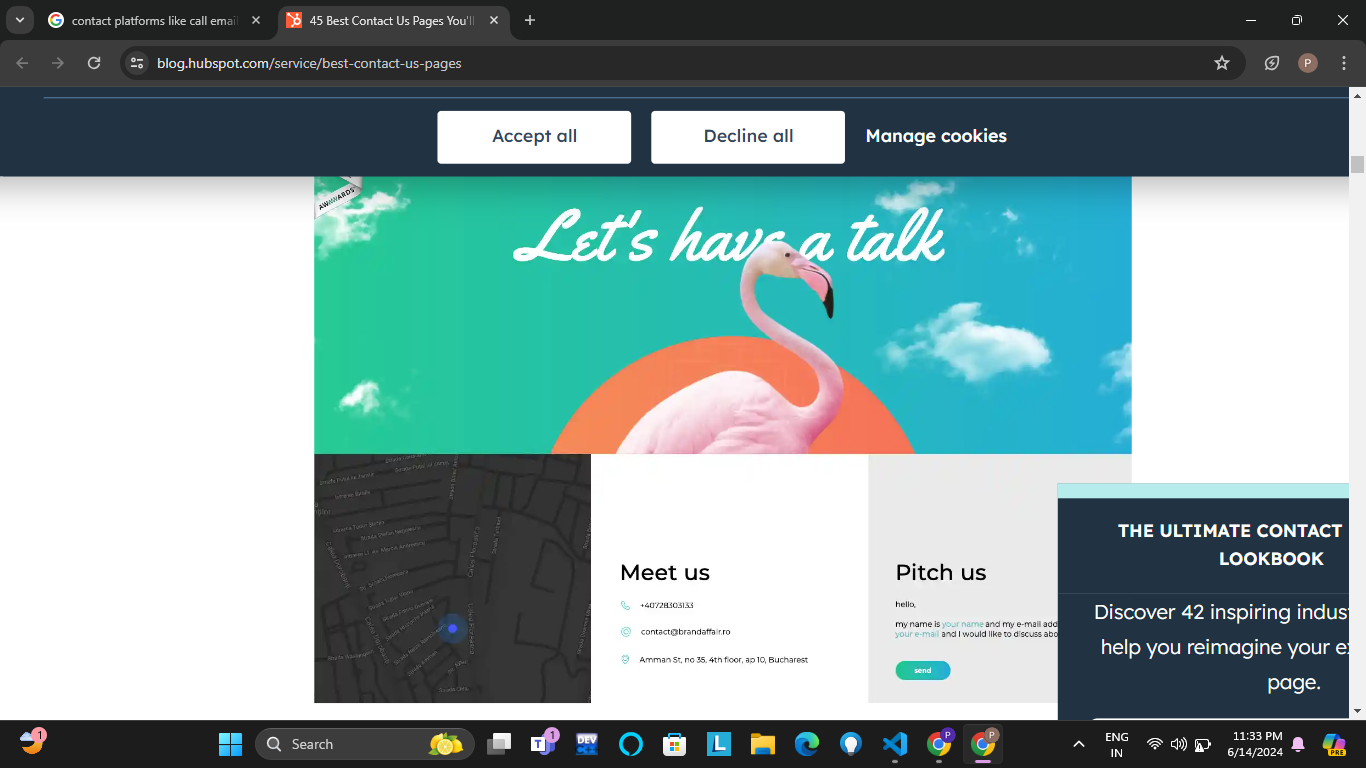 contact platforms like call email
45 Best Contact Us Pages You'll
blog.hubspot.com/service/best-contact-us-pages
P
Accept all
Decline all
Manage cookies
AWWWARDS
Let's have a talk
THE ULTIMATE CONTACT
LOOKBOOK
Meet us
Pitch us
+40728303133
hello,
contact@brandaffair.ro
my name is your name and my e-mail add
your e-mail and I would like to discuss abo
Amman St, no 35, 4th floor, ap 10, Bucharest
send
Discover 42 inspiring indus
help you reimagine your e
page.
1
Search
1
DEV
L
P
P
ENG
IN
11:33 PM
6/14/2024
PRE